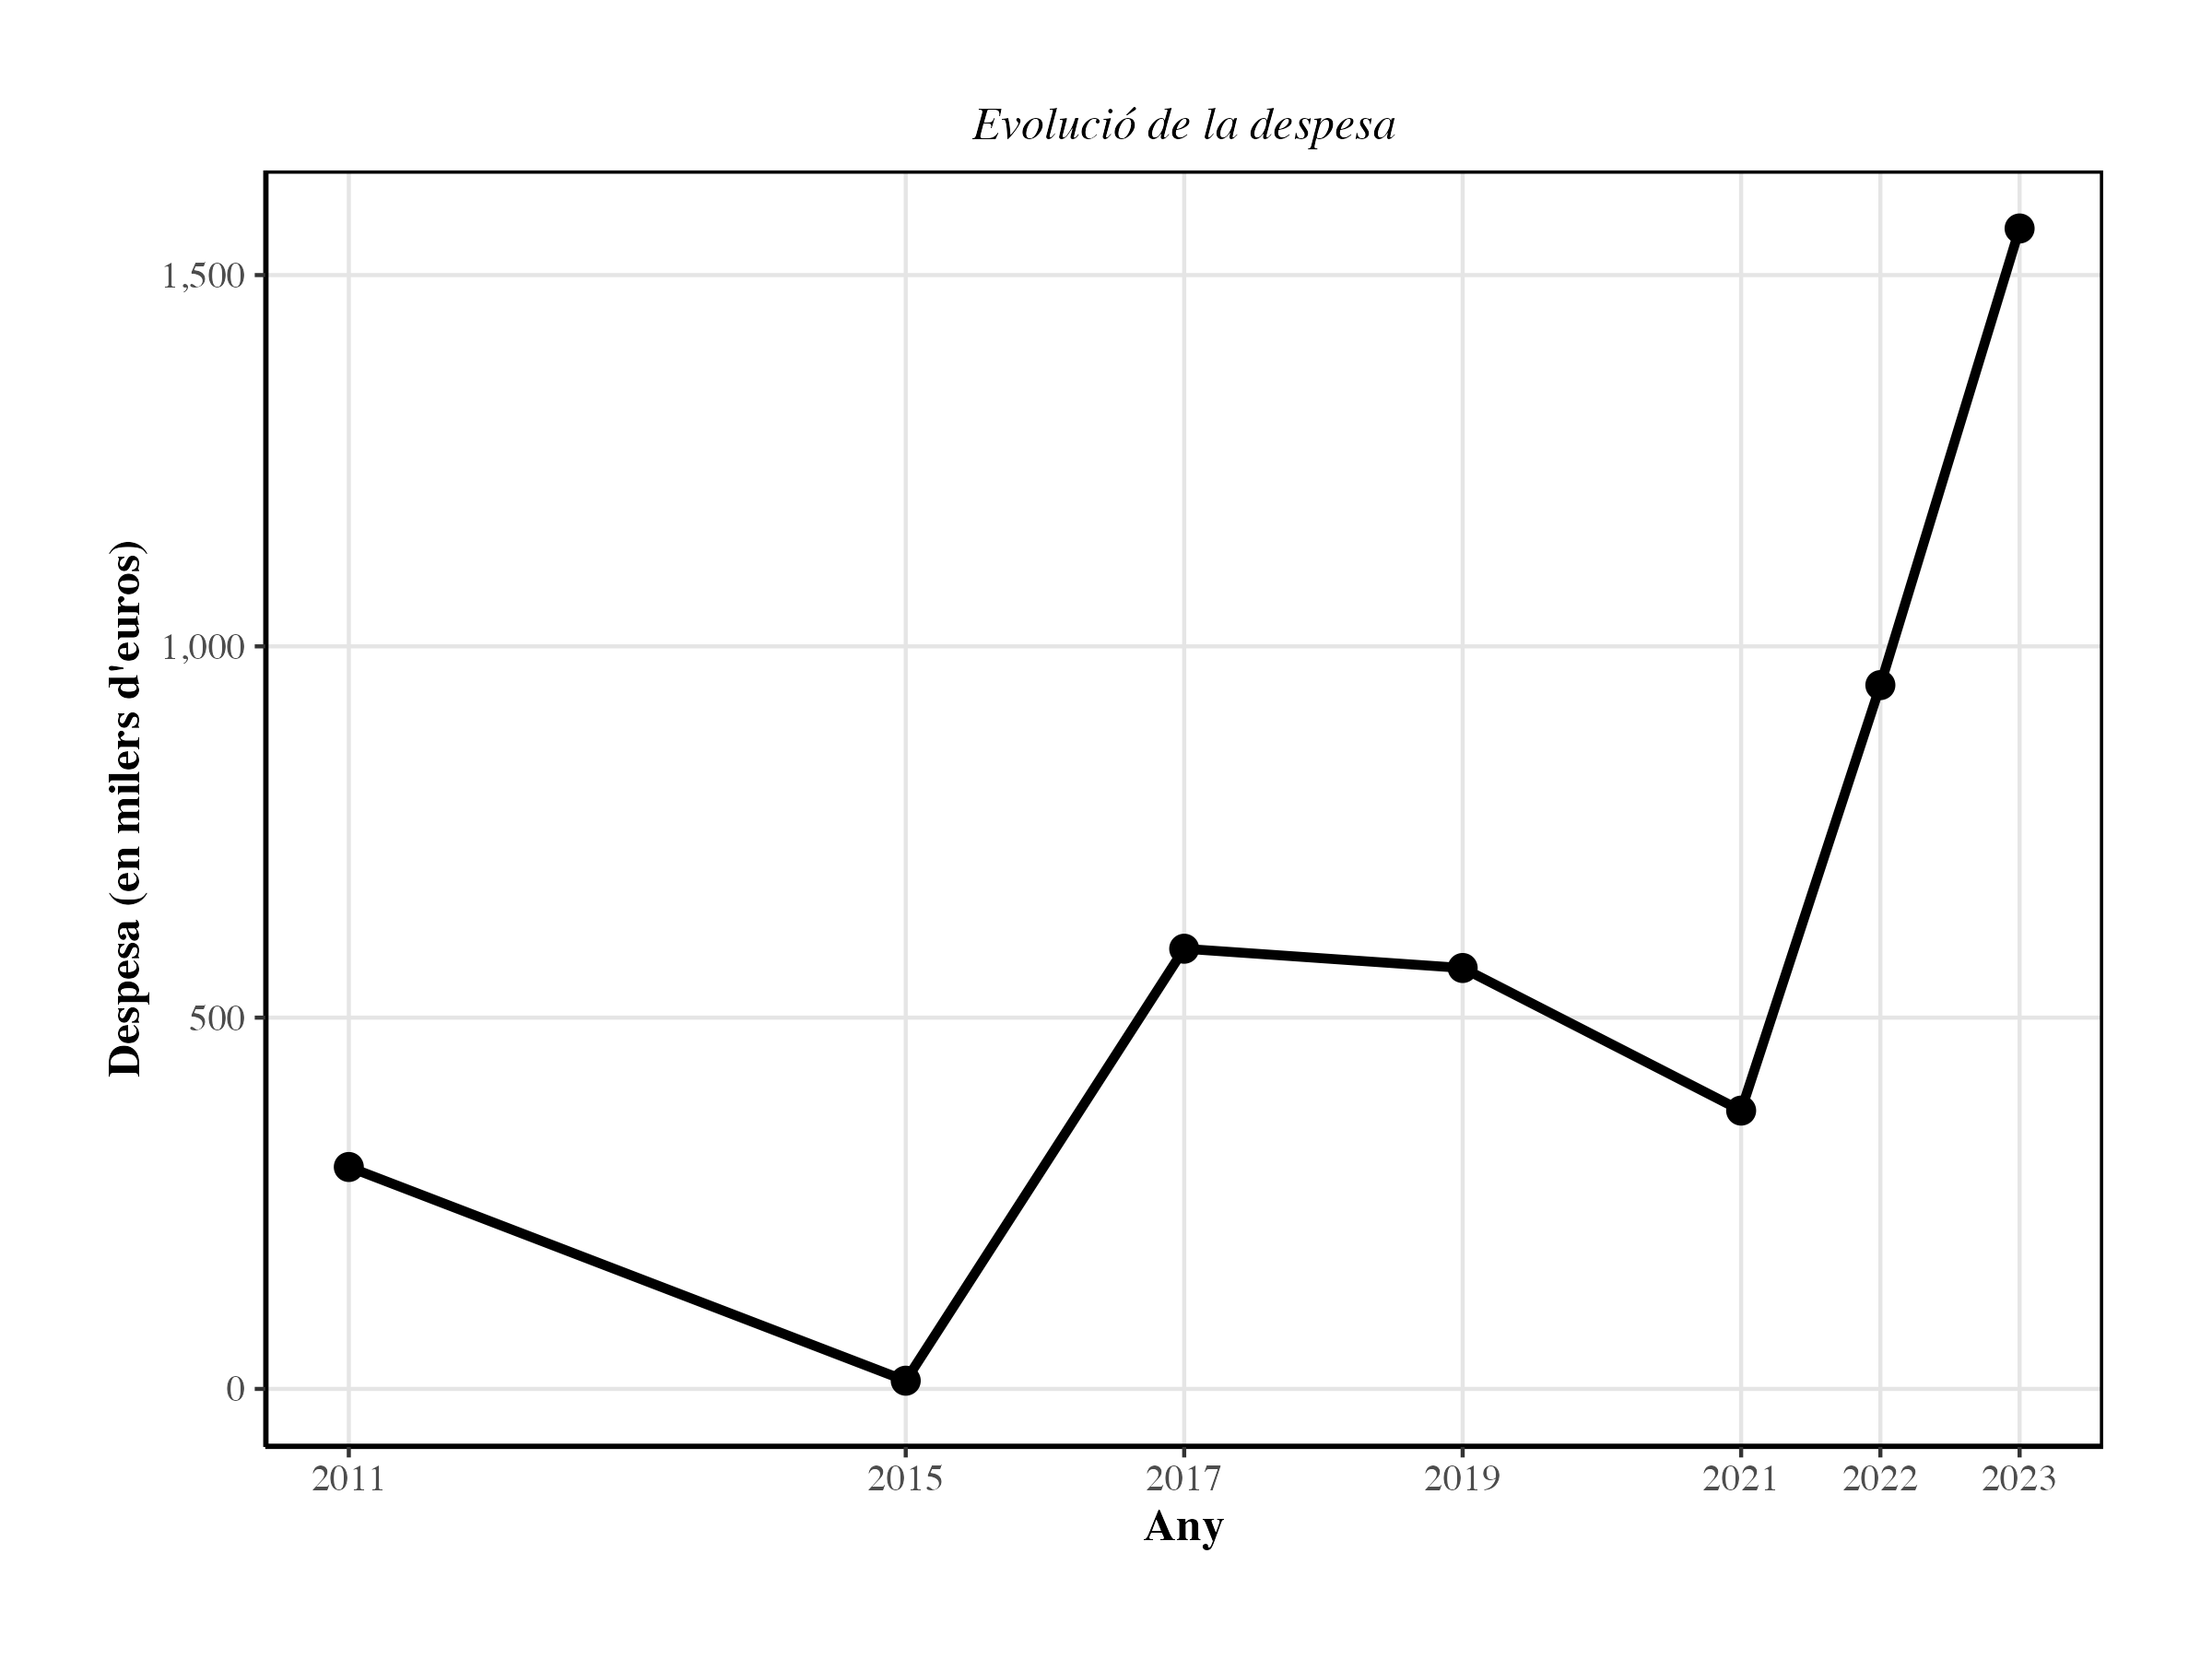 Evolució de la despesa
Despesa (en milers d'euros)
1,500
1,000
500
0
2011 2015 2017 2019 2021 2022 2023
Any